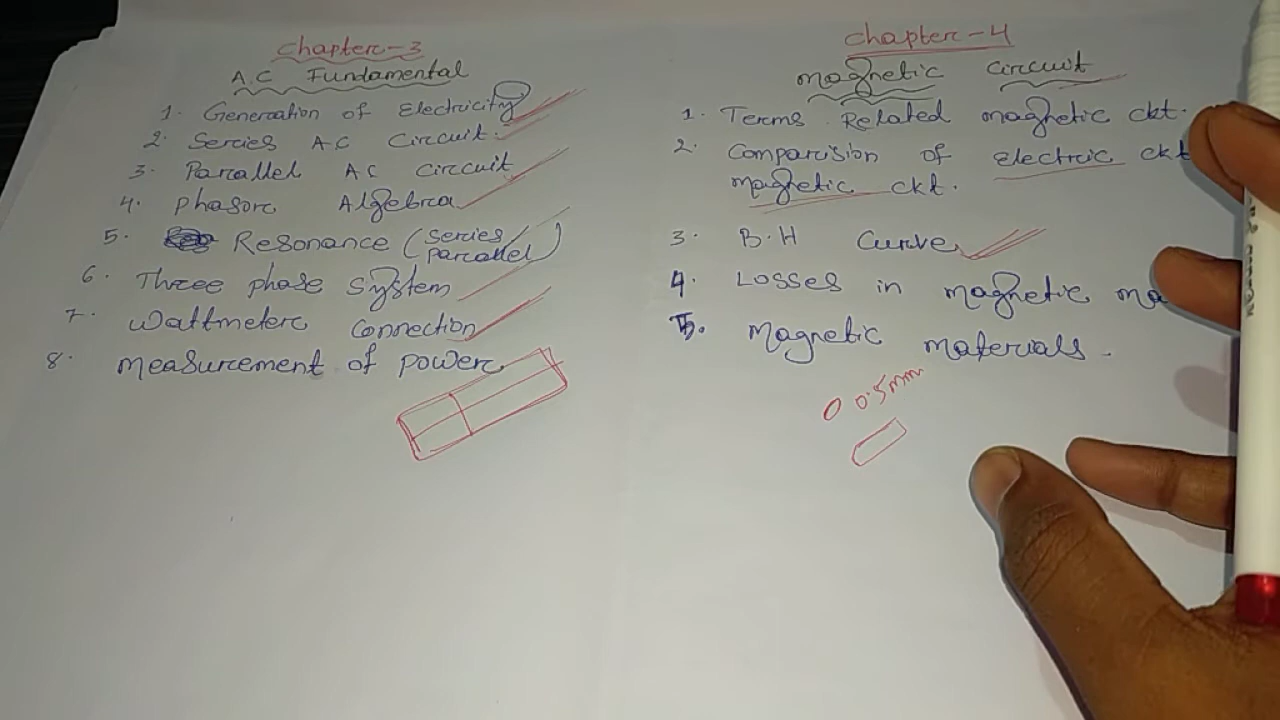 chapter-3
A.C Fundamental
1. Generation of Electricity
2. Series A.C Circuit.
3. Parallel AC circuit
4. phasor Algebra
5. Resonance (series/parallel)
6. Three phase system
7. Wattmeter connection
8. measurement of power
chapter-4
magnetic circuit
1. Terms Related magnetic ckt.
2. Comparision of electric ckt
magnetic ckt.
3. B.H Curve
4. Losses in magnetic
5. Magnetic materials.
0.5mm